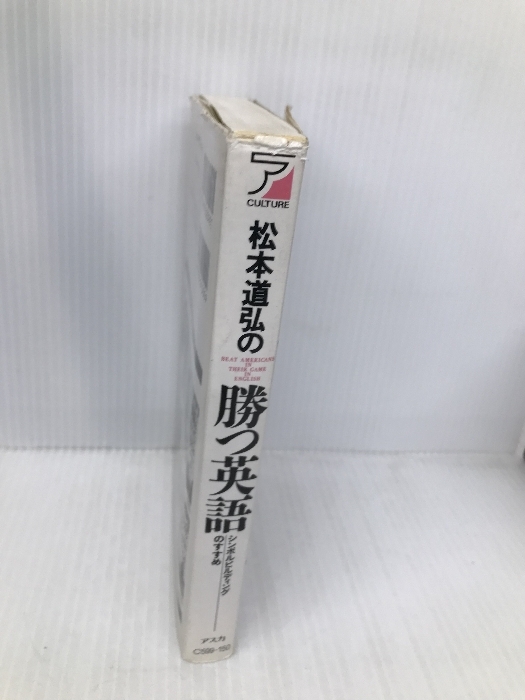 ア
CULTURE
松本道弘の
BEAT AMERICANS
IN
THEIR GAME
IN
ENGLISH
勝つ英語
シンボルビルディング
のすすめ
アスカ